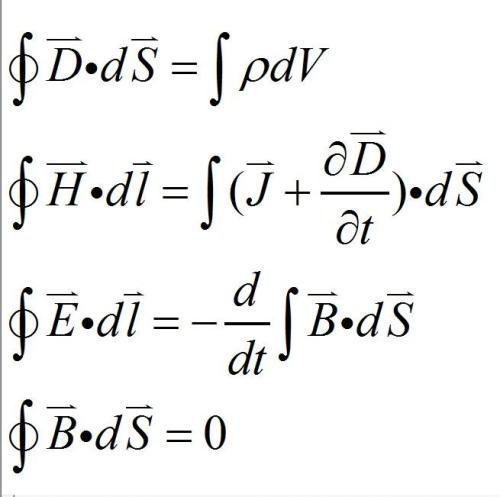 ∮ D⃗•dS⃗ = ∫ ρdV
∮ H⃗•dl⃗ = ∫ (J⃗ + ∂D⃗/∂t)•dS⃗
∮ E⃗•dl⃗ = −d/dt ∫ B⃗•dS⃗
∮ B⃗•dS⃗ = 0